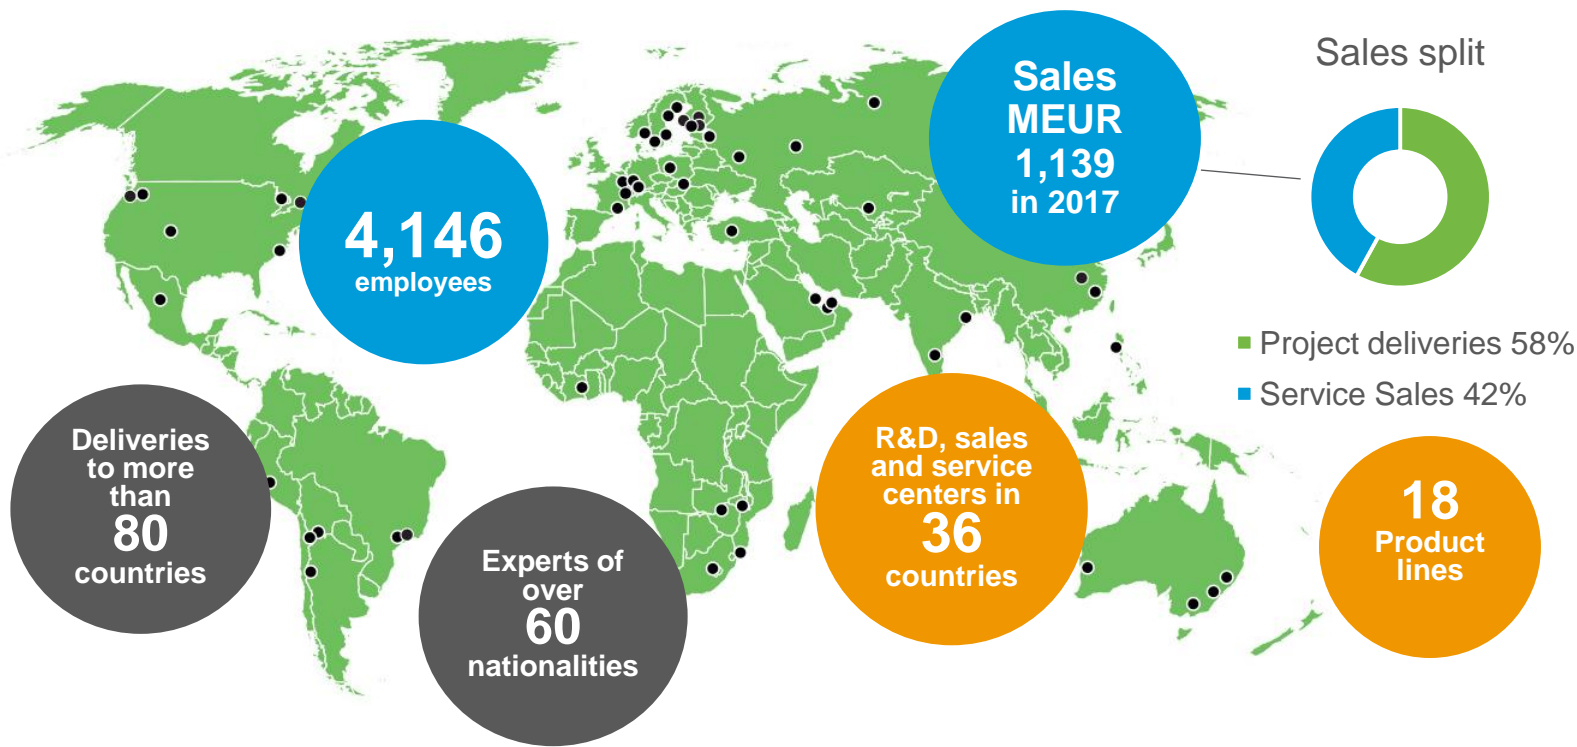 Sales split
Sales
MEUR
1,139
in 2017
4,146
employees
Project deliveries 58%
Service Sales 42%
Deliveries
to more
than
80
countries
R&D, sales
and service
centers in
36
countries
18
Product
lines
Experts of
over
60
nationalities